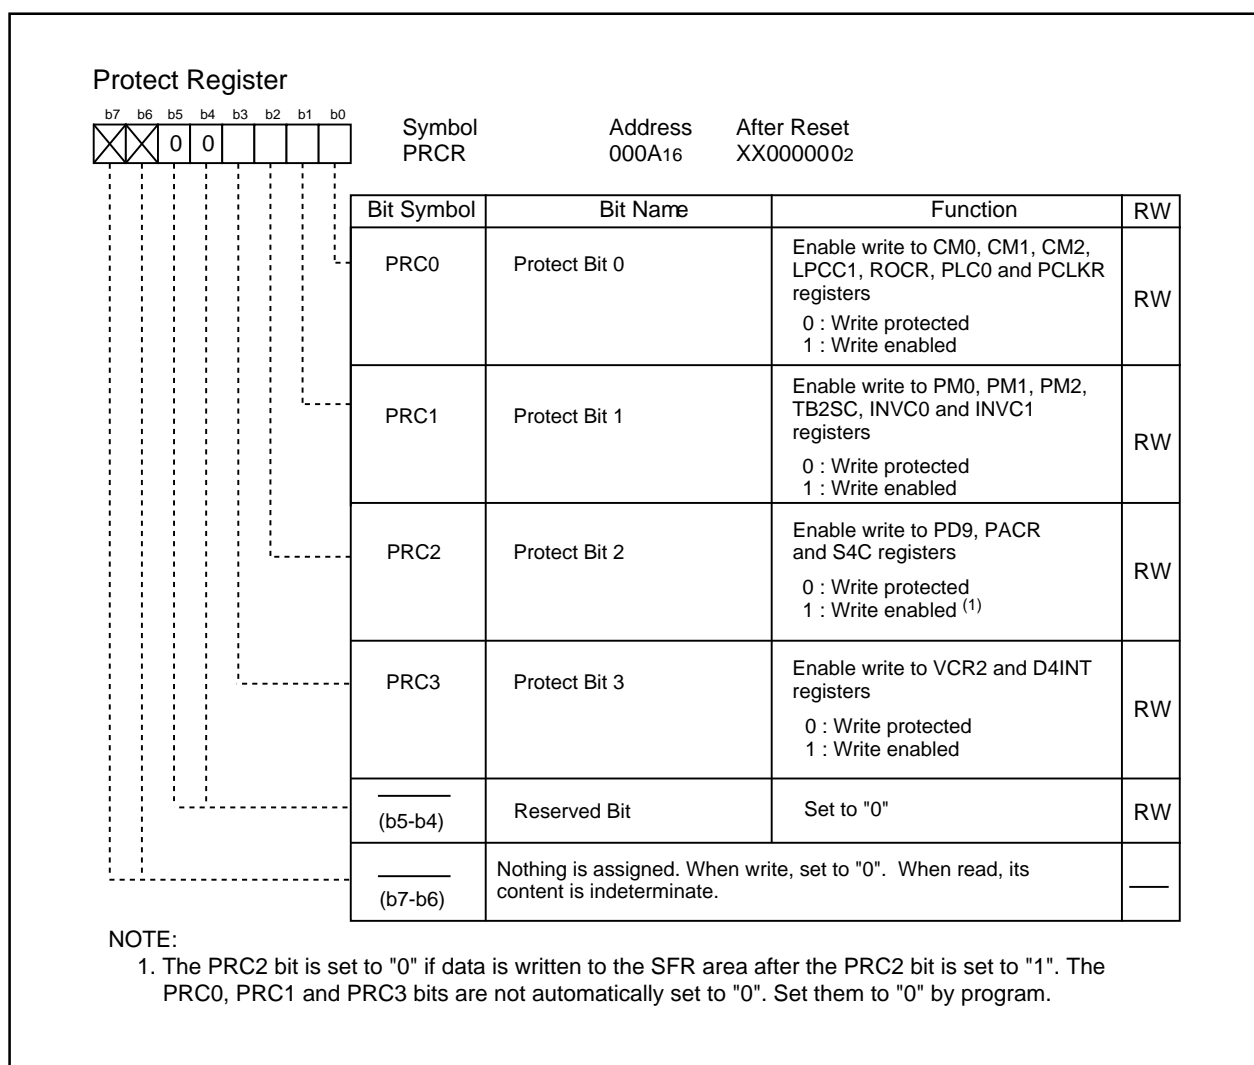 Protect Register
b7 b6 b5 b4 b3 b2 b1 b0
0 0
Symbol Address After Reset
PRCR 000A16 XX0000002
Bit Symbol Bit Name Function RW
PRC0 Protect Bit 0 Enable write to CM0, CM1, CM2,
LPCC1, ROCR, PLC0 and PCLKR
registers
0 : Write protected
1 : Write enabled
RW
PRC1 Protect Bit 1 Enable write to PM0, PM1, PM2,
TB2SC, INVC0 and INVC1
registers
0 : Write protected
1 : Write enabled
RW
PRC2 Protect Bit 2 Enable write to PD9, PACR
and S4C registers
0 : Write protected
1 : Write enabled (1)
RW
PRC3 Protect Bit 3 Enable write to VCR2 and D4INT
registers
0 : Write protected
1 : Write enabled
RW
(b5-b4) Reserved Bit Set to "0" RW
(b7-b6) Nothing is assigned. When write, set to "0". When read, its
content is indeterminate.
NOTE:
1. The PRC2 bit is set to "0" if data is written to the SFR area after the PRC2 bit is set to "1". The
PRC0, PRC1 and PRC3 bits are not automatically set to "0". Set them to "0" by program.